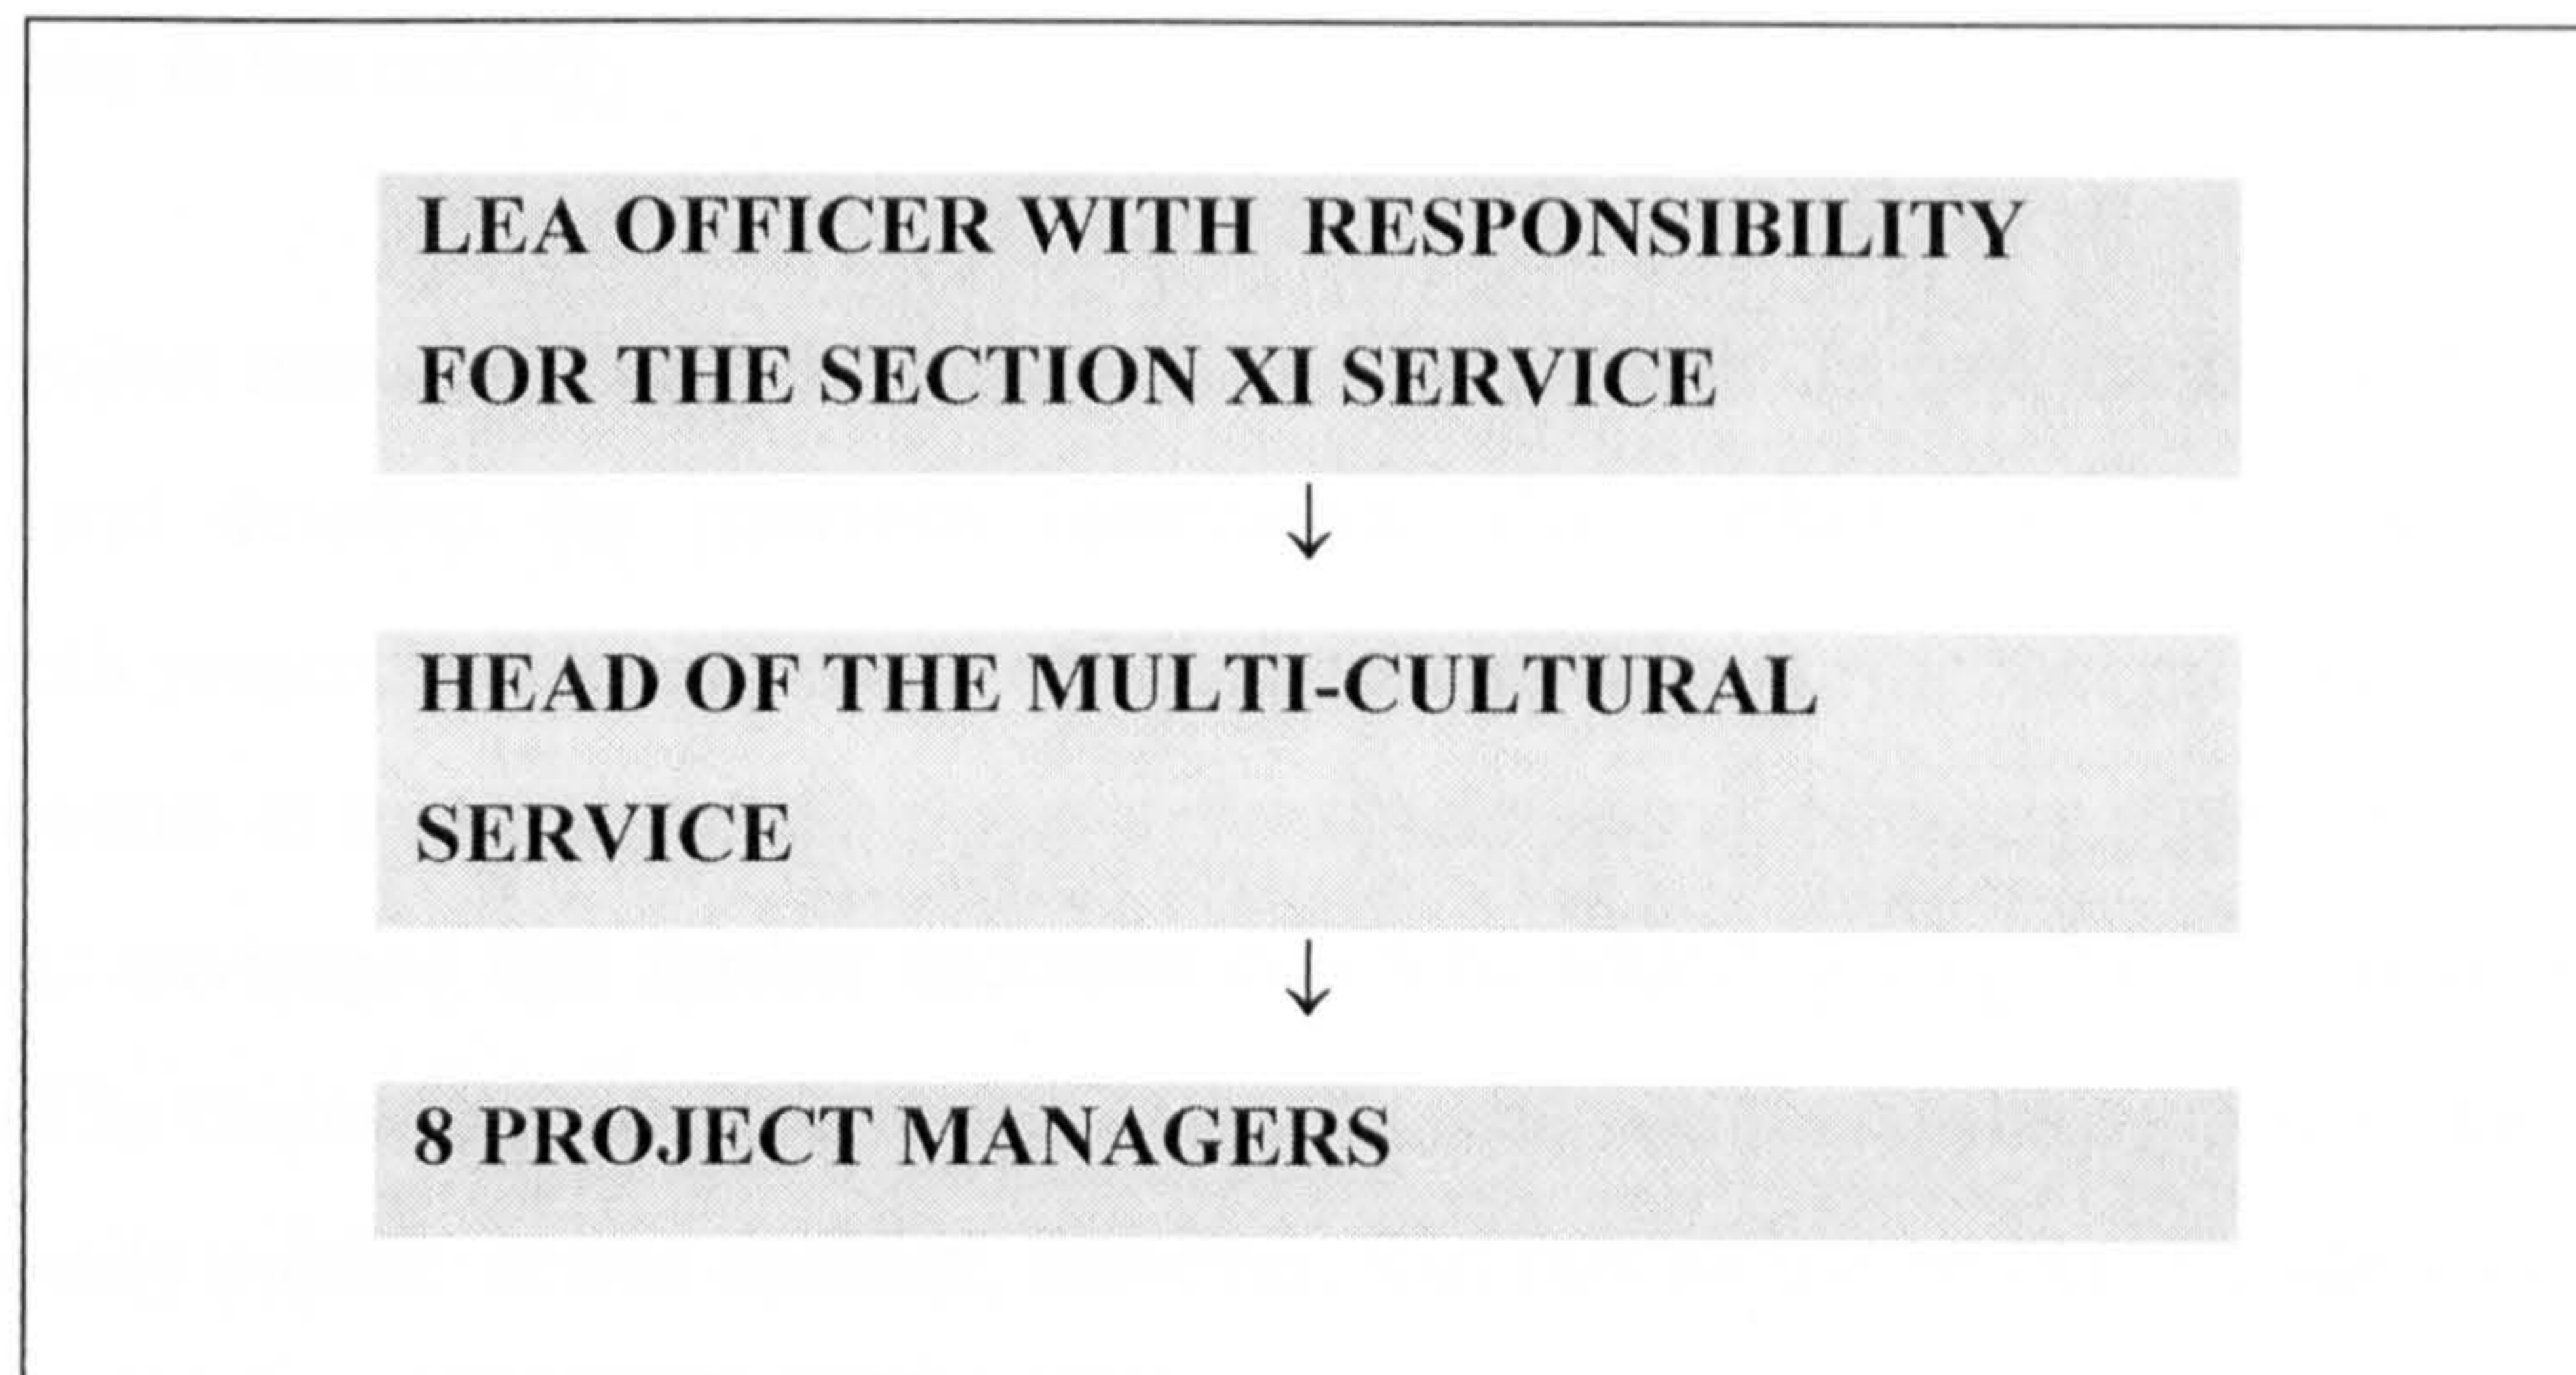 LEA OFFICER WITH RESPONSIBILITY
FOR THE SECTION XI SERVICE
↓
HEAD OF THE MULTI-CULTURAL
SERVICE
↓
8 PROJECT MANAGERS